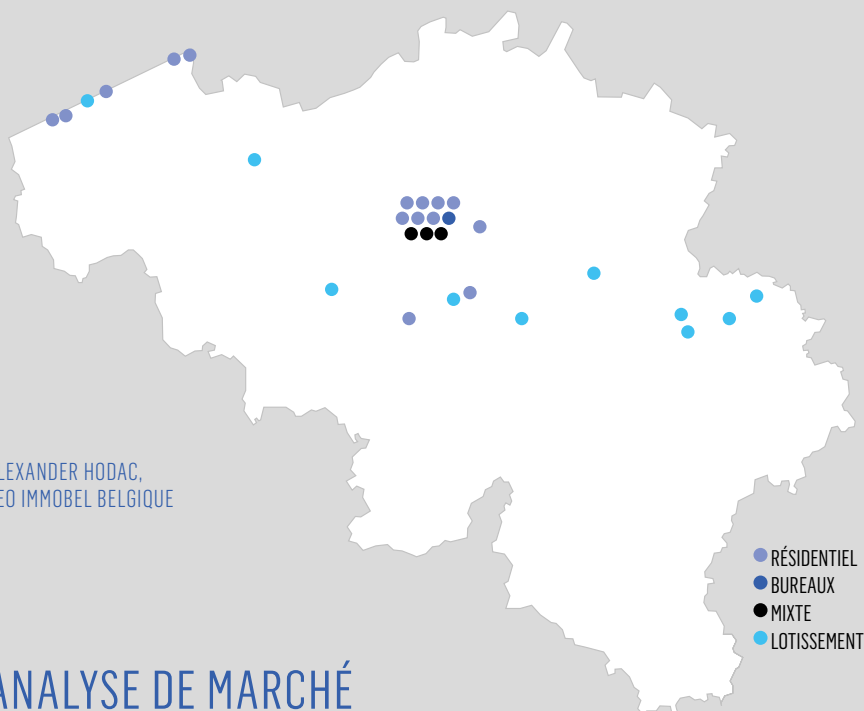 LEXANDER HODAC,
EO IMMOBEL BELGIQUE
RÉSIDENTIEL
BUREAUX
MIXTE
LOTISSEMENT
ANALYSE DE MARCHÉ